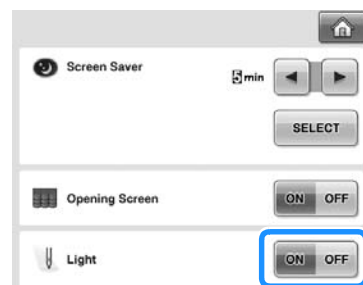 Screen Saver
5min
SELECT
Opening Screen
ON OFF
Light
ON OFF